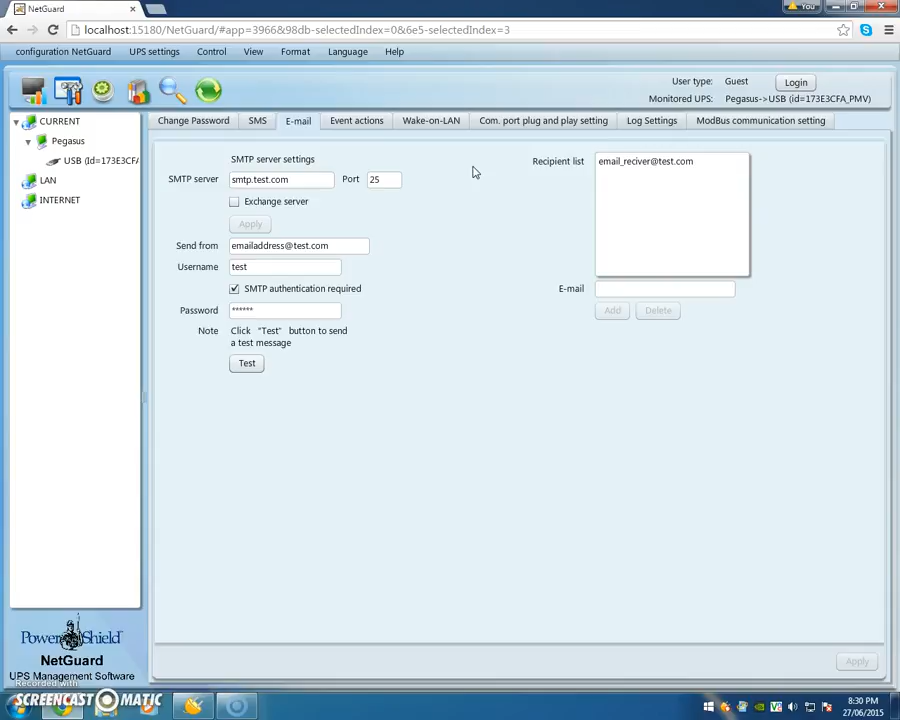 NetGuard
You
localhost:15180/NetGuard/#app=3966&98db-selectedIndex=0&6e5-selectedIndex=3
configuration NetGuard UPS settings Control View Format Language Help
User type: Guest Login
Monitored UPS: Pegasus->USB (id=173E3CFA_PMV)
CURRENT
Pegasus
USB (Id=173E3CFA
LAN
INTERNET
Change Password SMS E-mail Event actions Wake-on-LAN Com. port plug and play setting Log Settings ModBus communication setting
SMTP server settings
SMTP server smtp.test.com Port 25
Exchange server
Apply
Send from emailaddress@test.com
Username test
SMTP authentication required
Password ******
Note Click "Test" button to send
a test message
Test
Recipient list email_reciver@test.com
E-mail
Add Delete
Apply
PowerShield
NetGuard
UPS Management Software
Recorded with
SCREENCAST MATIC
8:30 PM
27/06/2015